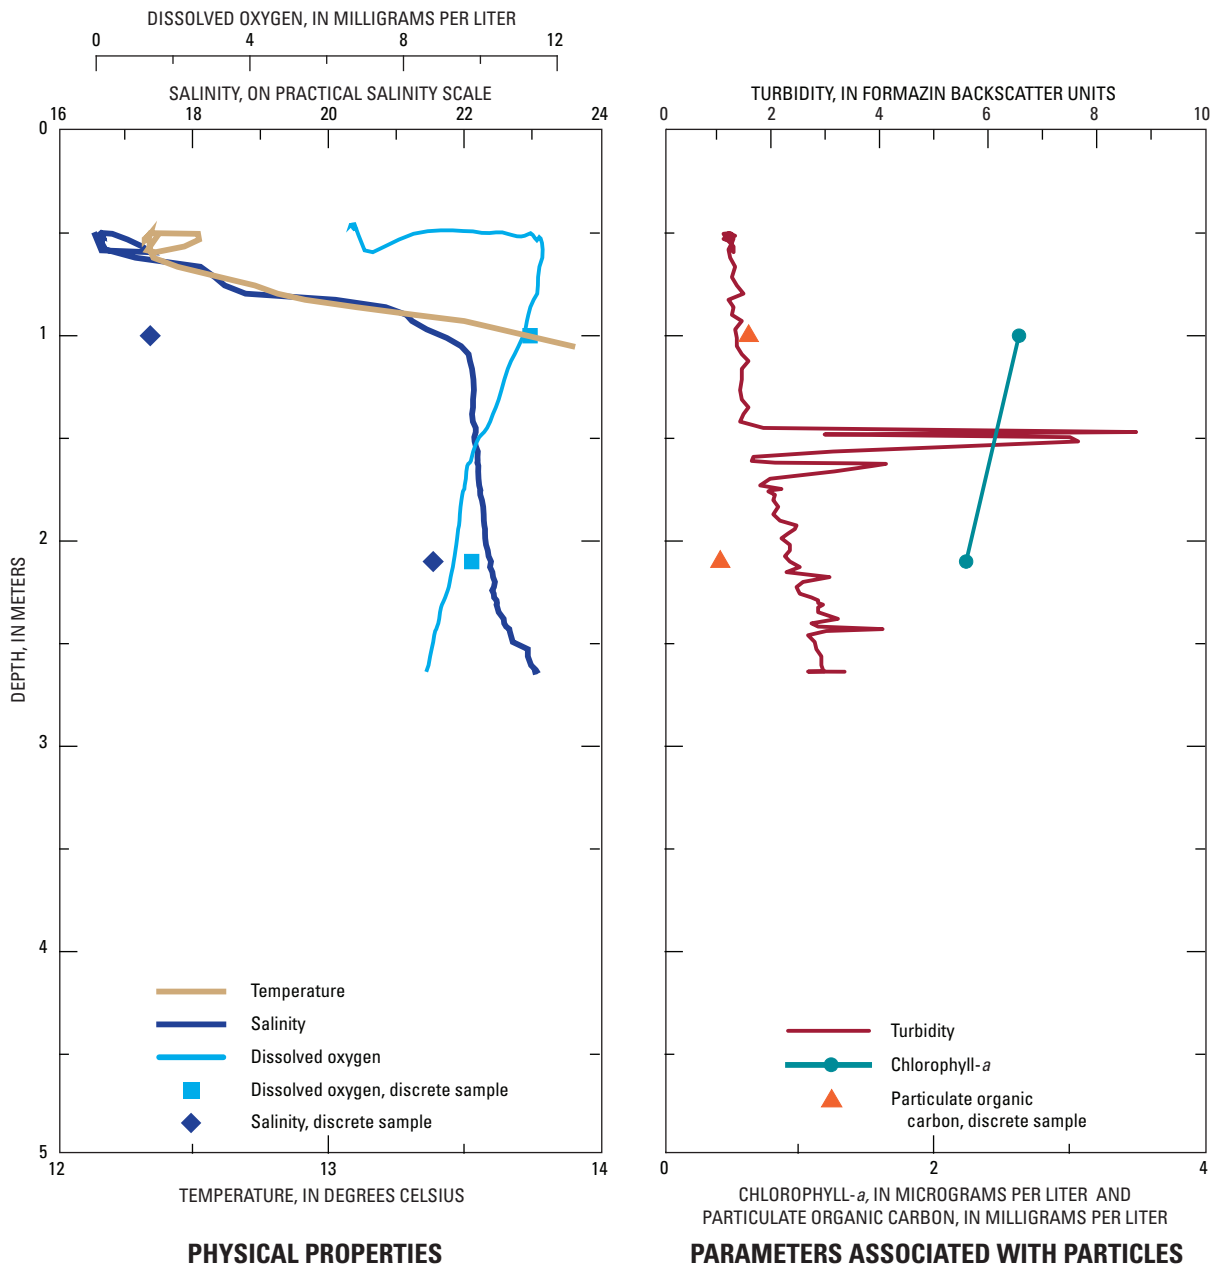 DISSOLVED OXYGEN, IN MILLIGRAMS PER LITER
0 4 8 12
SALINITY, ON PRACTICAL SALINITY SCALE
16 18 20 22 24
0
1
2
3
4
5
DEPTH, IN METERS
Temperature
Salinity
Dissolved oxygen
Dissolved oxygen, discrete sample
Salinity, discrete sample
12 13 14
TEMPERATURE, IN DEGREES CELSIUS
PHYSICAL PROPERTIES
TURBIDITY, IN FORMAZIN BACKSCATTER UNITS
0 2 4 6 8 10
Turbidity
Chlorophyll-a
Particulate organic
carbon, discrete sample
0 2 4
CHLOROPHYLL-a, IN MICROGRAMS PER LITER AND
PARTICULATE ORGANIC CARBON, IN MILLIGRAMS PER LITER
PARAMETERS ASSOCIATED WITH PARTICLES